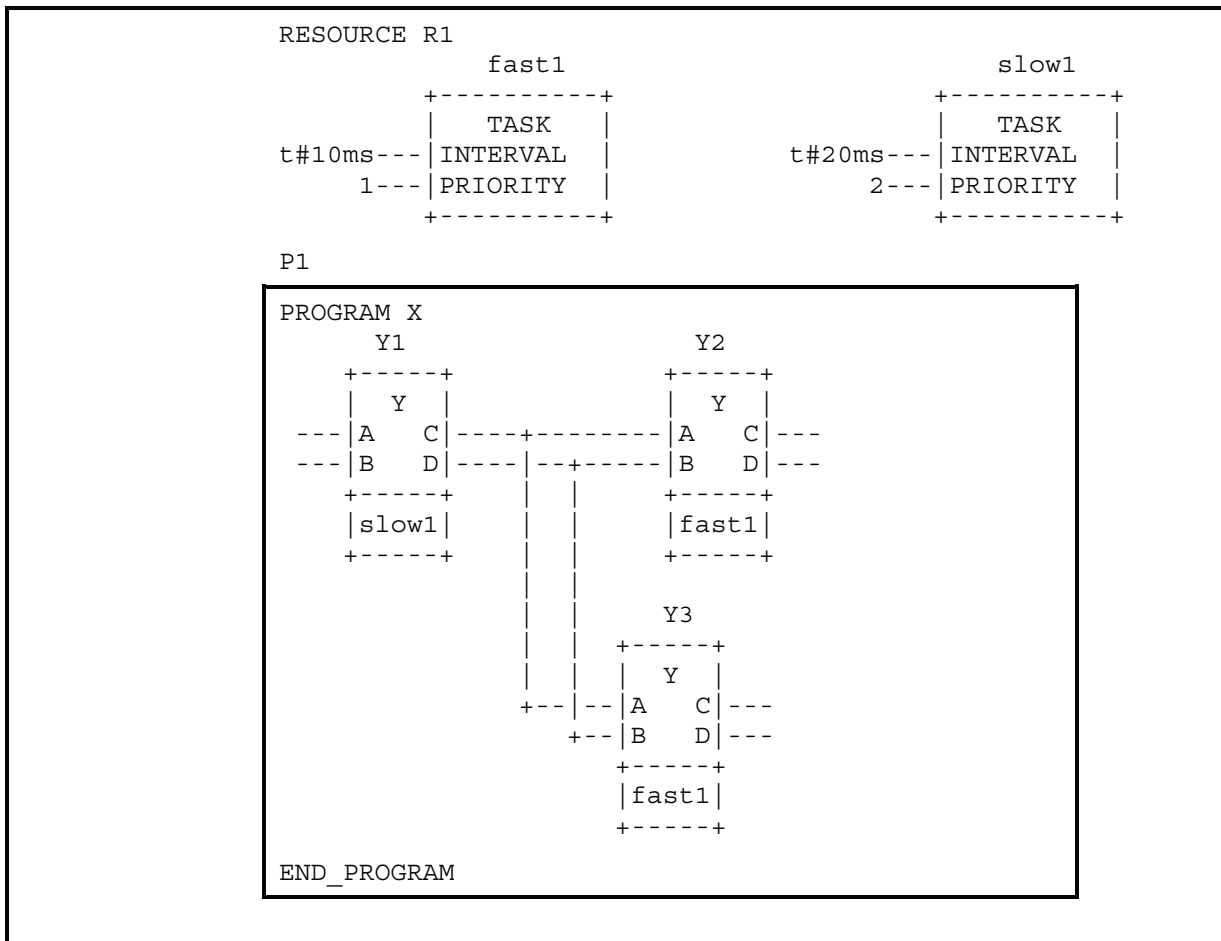 RESOURCE R1
fast1 slow1
+----------+ +----------+
| TASK | | TASK |
t#10ms---|INTERVAL | t#20ms---|INTERVAL |
1---|PRIORITY | 2---|PRIORITY |
+----------+ +----------+
P1
PROGRAM X
Y1 Y2
+-----+ +-----+
| Y | | Y |
---|A C|----+--------|A C|---
---|B D|----|--+-----|B D|---
+-----+ | | +-----+
|slow1| | | |fast1|
+-----+ | | +-----+
| |
| | Y3
| | +-----+
| | | Y |
+--|--|A C|---
+--|B D|---
+-----+
|fast1|
+-----+
END_PROGRAM